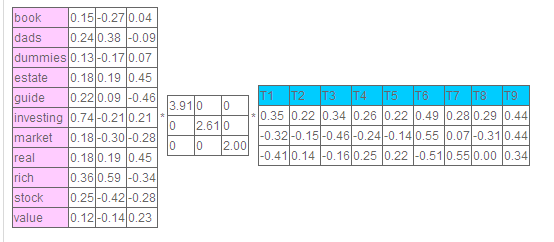 book 0.15 -0.27 0.04
dads 0.24 0.38 -0.09
dummies 0.13 -0.17 0.07
estate 0.18 0.19 0.45
guide 0.22 0.09 -0.46
investing 0.74 -0.21 0.21
market 0.18 -0.30 -0.28
real 0.18 0.19 0.45
rich 0.36 0.59 -0.34
stock 0.25 -0.42 -0.28
value 0.12 -0.14 0.23
*
3.91 0 0
0 2.61 0
0 0 2.00
*
T1 T2 T3 T4 T5 T6 T7 T8 T9
0.35 0.22 0.34 0.26 0.22 0.49 0.28 0.29 0.44
-0.32 -0.15 -0.46 -0.24 -0.14 0.55 0.07 -0.31 0.44
-0.41 0.14 -0.16 0.25 0.22 -0.51 0.55 0.00 0.34